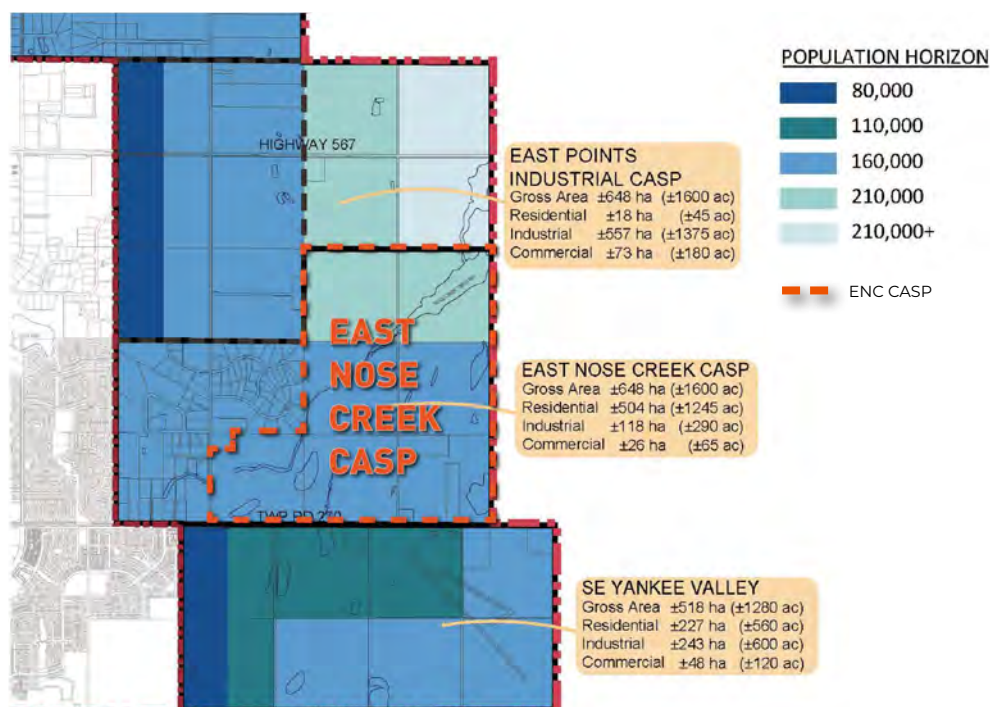 POPULATION HORIZON
80,000
110,000
160,000
210,000
210,000+
ENC CASP
HIGHWAY 567
EAST POINTS
INDUSTRIAL CASP
Gross Area ±648 ha (±1600 ac)
Residential ±18 ha (±45 ac)
Industrial ±557 ha (±1375 ac)
Commercial ±73 ha (±180 ac)
EAST
NOSE
CREEK
CASP
EAST NOSE CREEK CASP
Gross Area ±648 ha (±1600 ac)
Residential ±504 ha (±1245 ac)
Industrial ±118 ha (±290 ac)
Commercial ±26 ha (±65 ac)
TWP RD 270
SE YANKEE VALLEY
Gross Area ±518 ha (±1280 ac)
Residential ±227 ha (±560 ac)
Industrial ±243 ha (±600 ac)
Commercial ±48 ha (±120 ac)